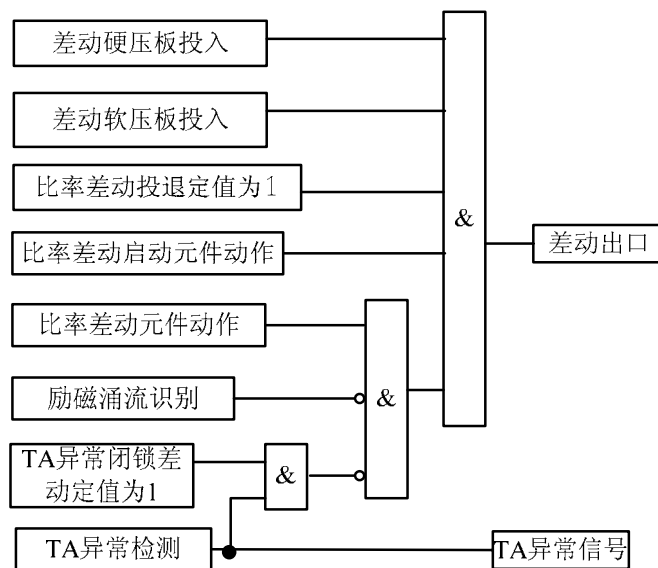 差动硬压板投入
差动软压板投入
比率差动投退定值为1
&
差动出口
比率差动启动元件动作
比率差动元件动作
励磁涌流识别
&
TA异常闭锁差
动定值为1
&
TA异常检测
TA异常信号